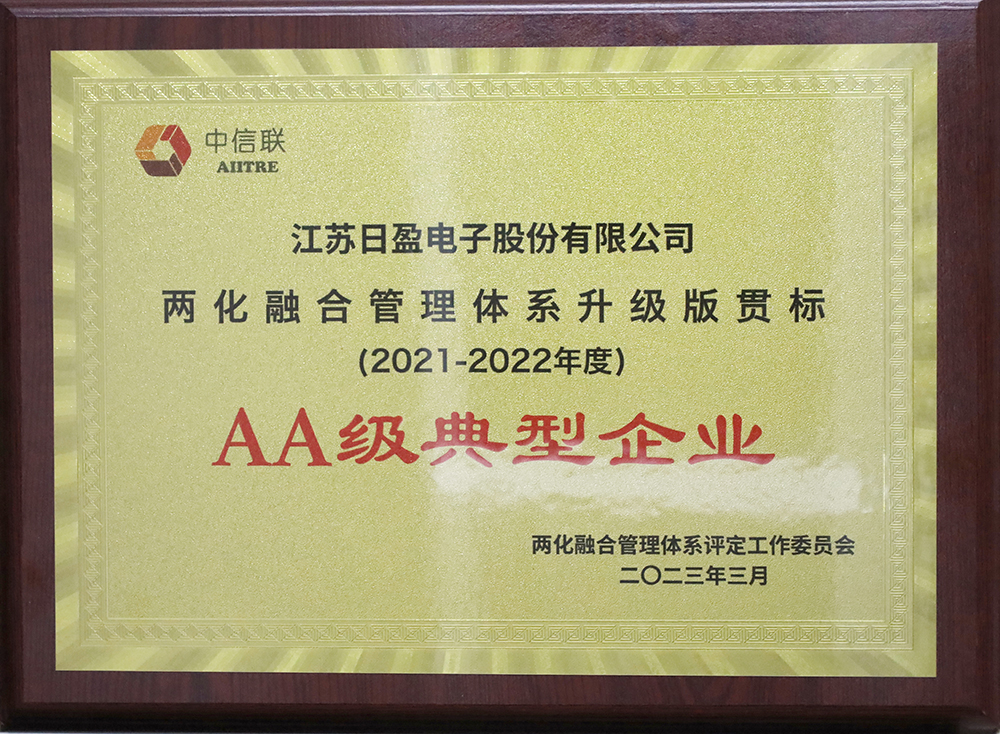 中信联
AIITRE
江苏日盈电子股份有限公司
两化融合管理体系升级版贯标
(2021-2022年度)
AA级典型企业
两化融合管理体系评定工作委员会
二〇二三年三月